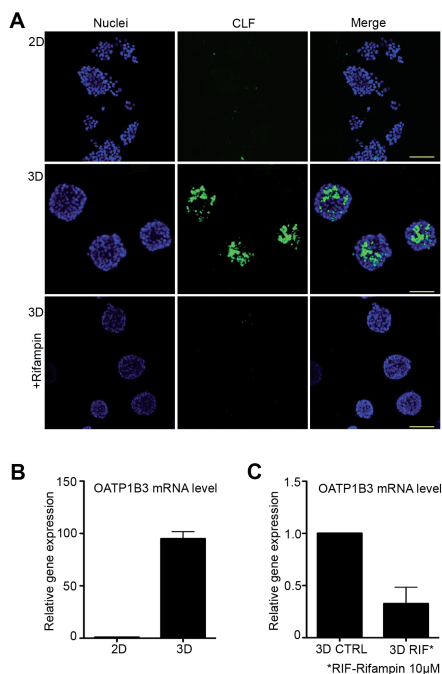 A
Nuclei CLF Merge
2D
3D
3D
+Rifampin
B
OATP1B3 mRNA level
Relative gene expression
150
100
50
0
2D 3D
C
OATP1B3 mRNA level
Relative gene expression
1.5
1.0
0.5
0
3D CTRL 3D RIF*
*RIF-Rifampin 10µM